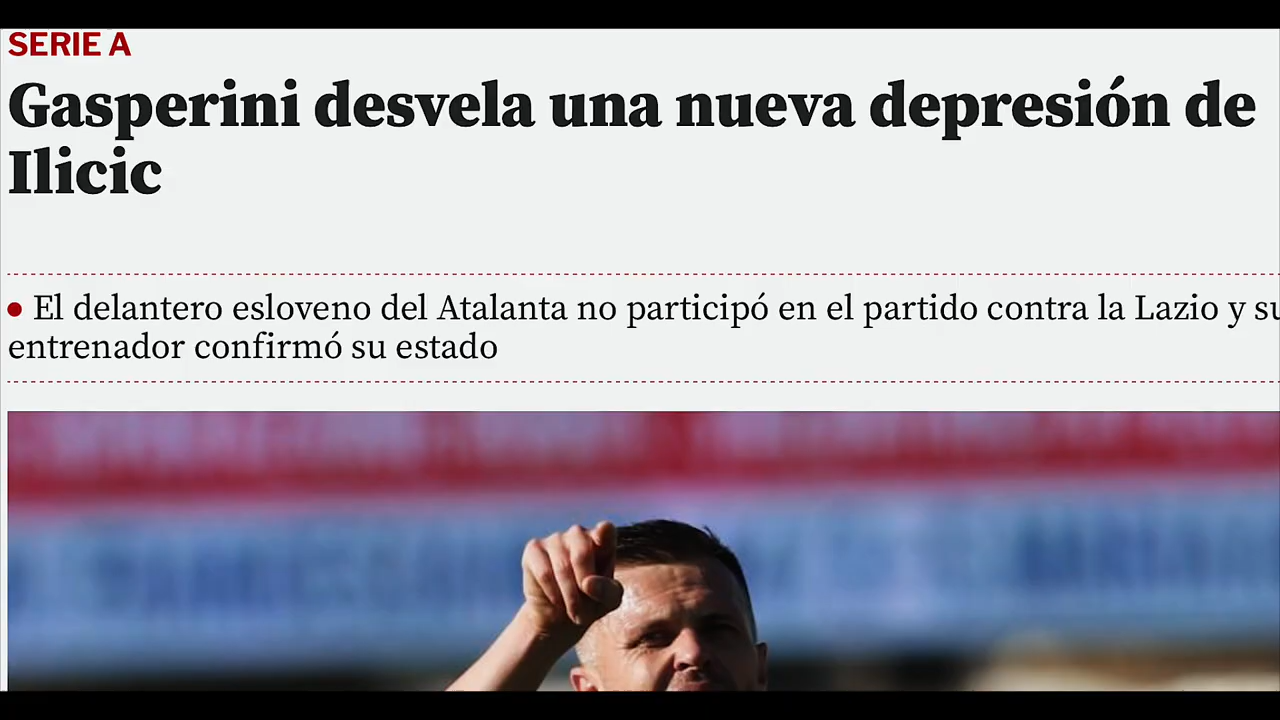 SERIE A
Gasperini desvela una nueva depresión de
Ilicic
El delantero esloveno del Atalanta no participó en el partido contra la Lazio y su
entrenador confirmó su estado